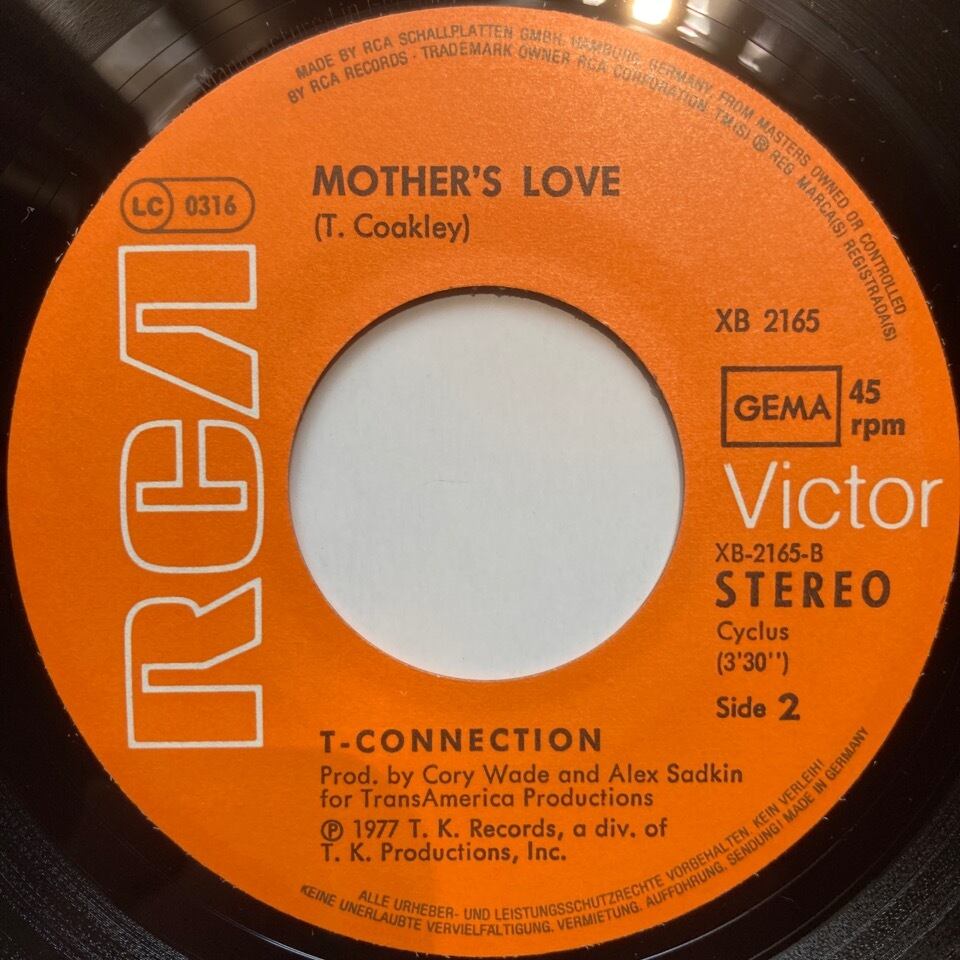 MADE BY RCA SCHALLPLATTEN GMBH, HAMBURG, GERMANY, FROM MASTERS OWNED OR CONTROLLED
BY RCA RECORDS · TRADEMARK OWNER RCA CORPORATION TM(S) ® REG. MARCA(S) REGISTRADA(S)
MOTHER'S LOVE
(T. Coakley)
LC 0316
RCA
XB 2165
GEMA
45
rpm
Victor
XB-2165-B
STEREO
Cyclus
(3'30'')
Side 2
T-CONNECTION
Prod. by Cory Wade and Alex Sadkin
for TransAmerica Productions
℗ 1977 T. K. Records, a div. of
T. K. Productions, Inc.
ALLE URHEBER- UND LEISTUNGSSCHUTZRECHTE VORBEHALTEN. KEIN VERLEIH!
KEINE UNERLAUBTE VERVIELFÄLTIGUNG. VERMIETUNG. AUFFÜHRUNG, SENDUNG! MADE IN GERMANY